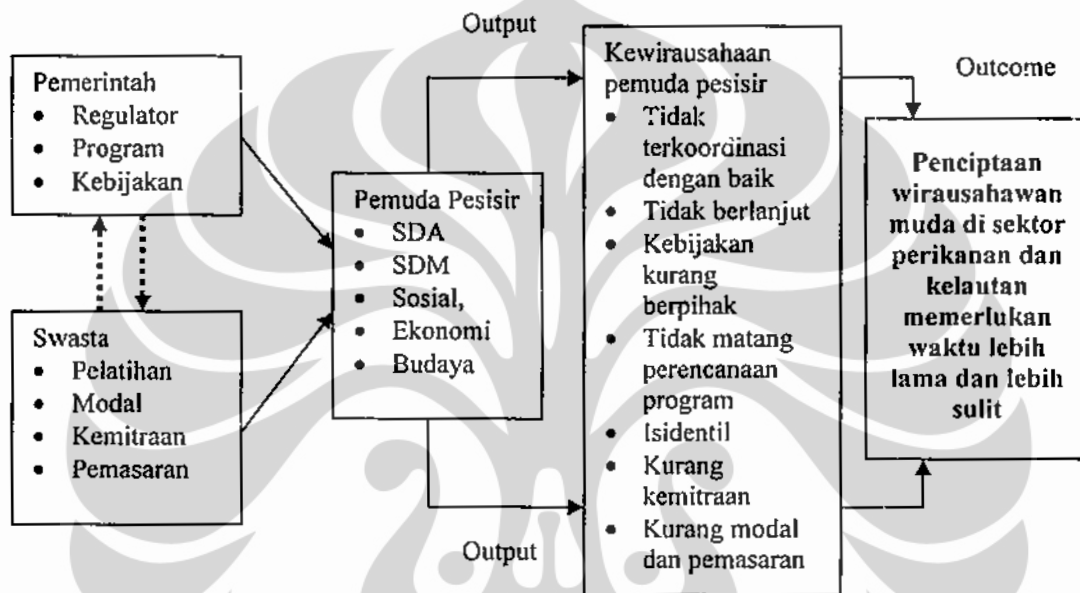 Output
Pemerintah
• Regulator
• Program
• Kebijakan
Swasta
• Pelatihan
• Modal
• Kemitraan
• Pemasaran
Pemuda Pesisir
• SDA
• SDM
• Sosial,
• Ekonomi
• Budaya
Output
Kewirausahaan
pemuda pesisir
• Tidak
terkoordinasi
dengan baik
• Tidak berlanjut
• Kebijakan
kurang
berpihak
• Tidak matang
perencanaan
program
• Isidentil
• Kurang
kemitraan
• Kurang modal
dan pemasaran
Outcome
Penciptaan
wirausahawan
muda di sektor
perikanan dan
kelautan
memerlukan
waktu lebih
lama dan lebih
sulit